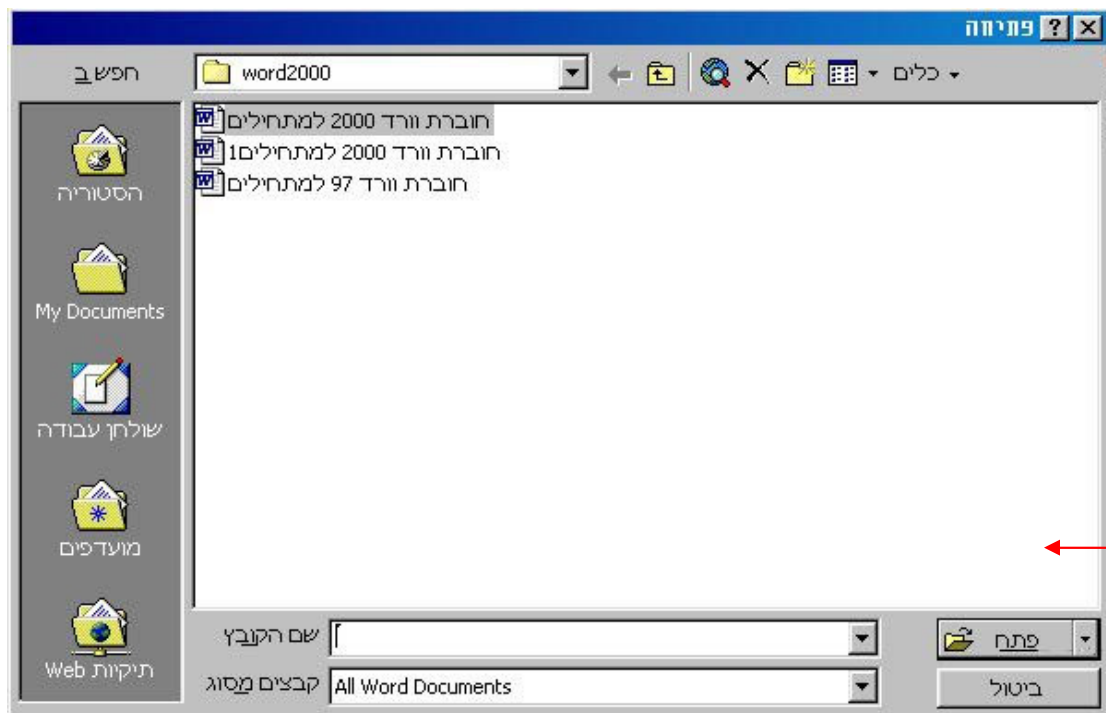 פתיחה
חפש ב
word2000
כלים
חוברת וורד 2000 למתחילים
חוברת וורד 2000 למתחילים1
חוברת וורד 97 למתחילים
הסטוריה
My Documents
שולחן עבודה
מועדפים
תיקיות Web
שם הקובץ
פתח
קבצים מסוג
All Word Documents
ביטול